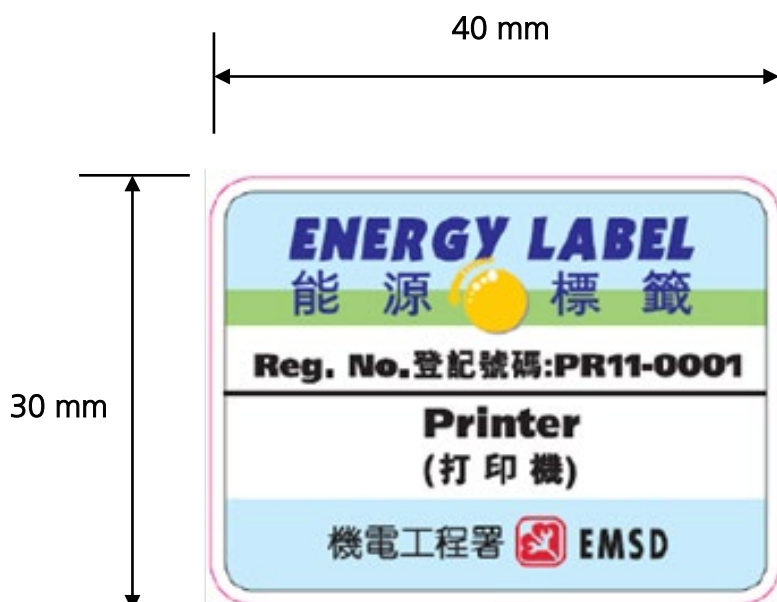 40 mm
30 mm
ENERGY LABEL
能 源 標 籤
Reg. No.登記號碼:PR11-0001
Printer
(打 印 機)
機電工程署 EMSD